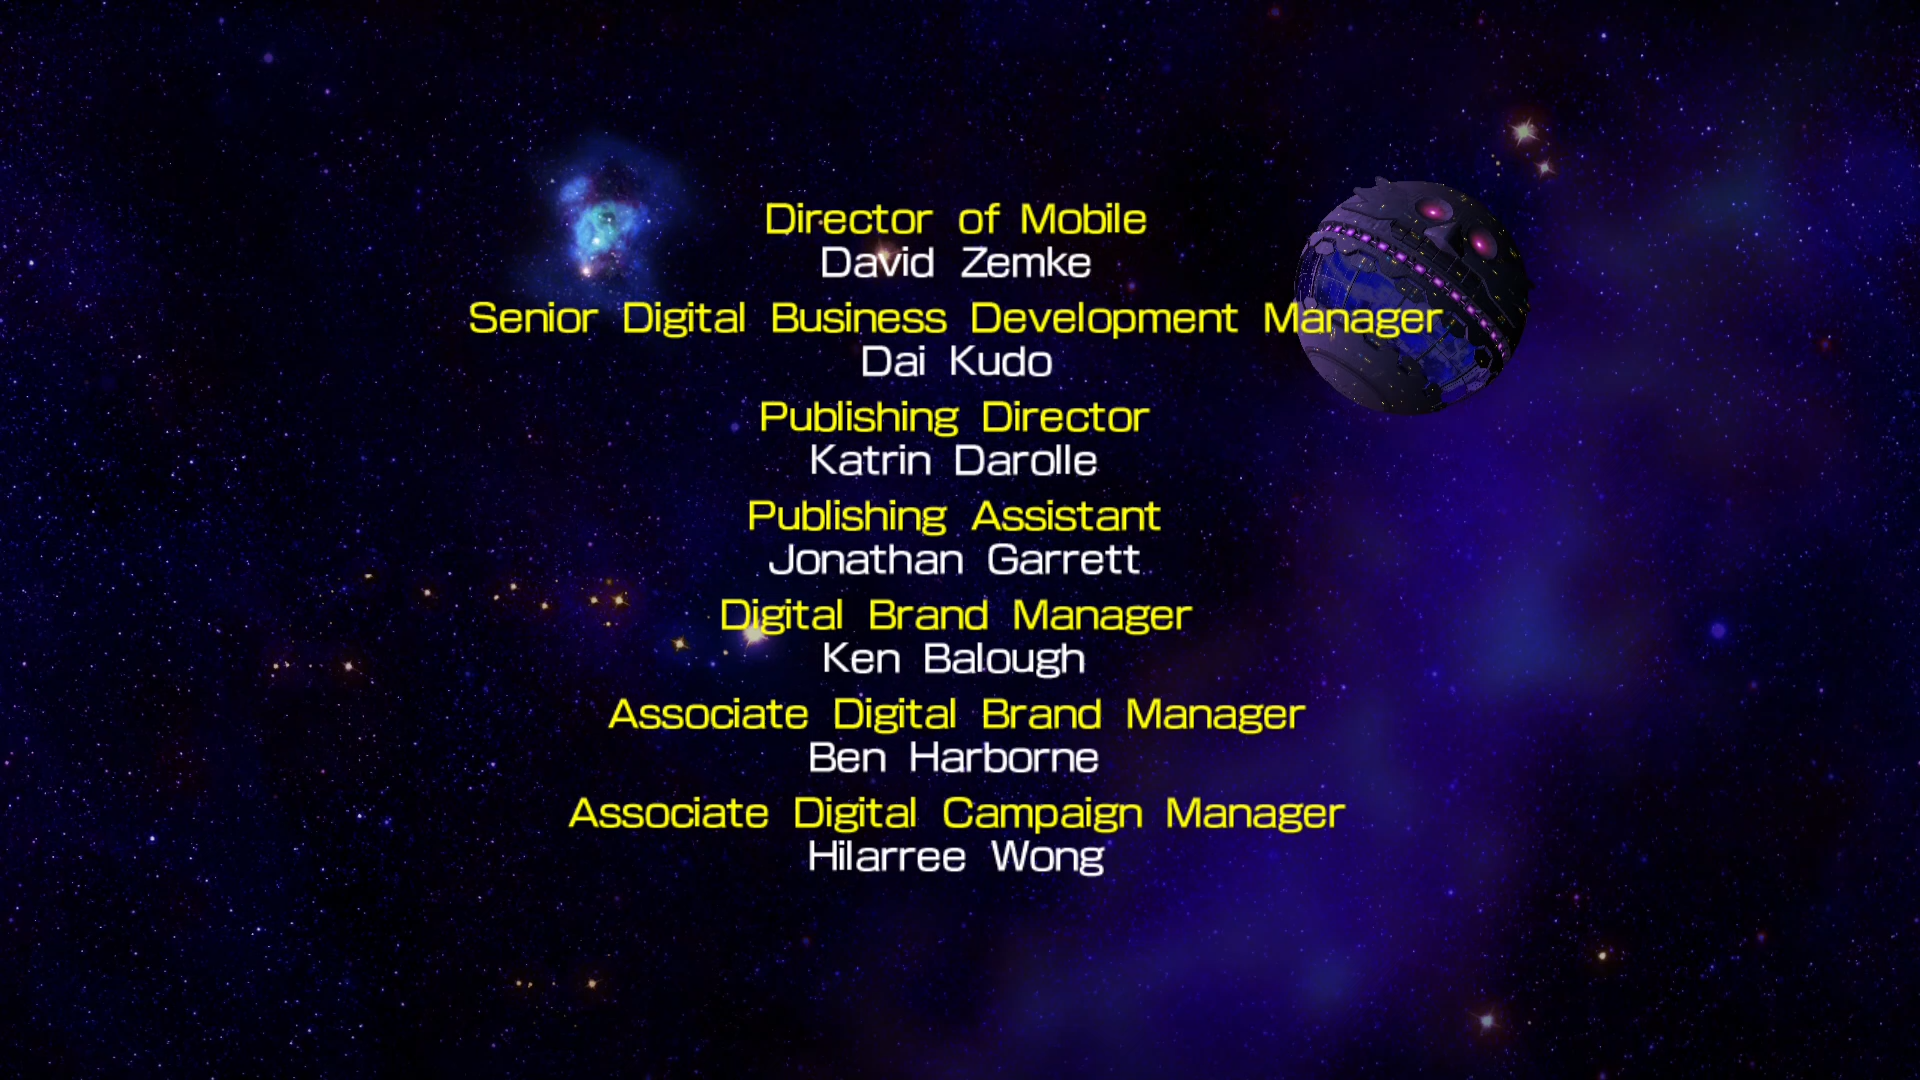 Director of Mobile
David Zemke
Senior Digital Business Development Manager
Dai Kudo
Publishing Director
Katrin Darolle
Publishing Assistant
Jonathan Garrett
Digital Brand Manager
Ken Balough
Associate Digital Brand Manager
Ben Harborne
Associate Digital Campaign Manager
Hilarree Wong